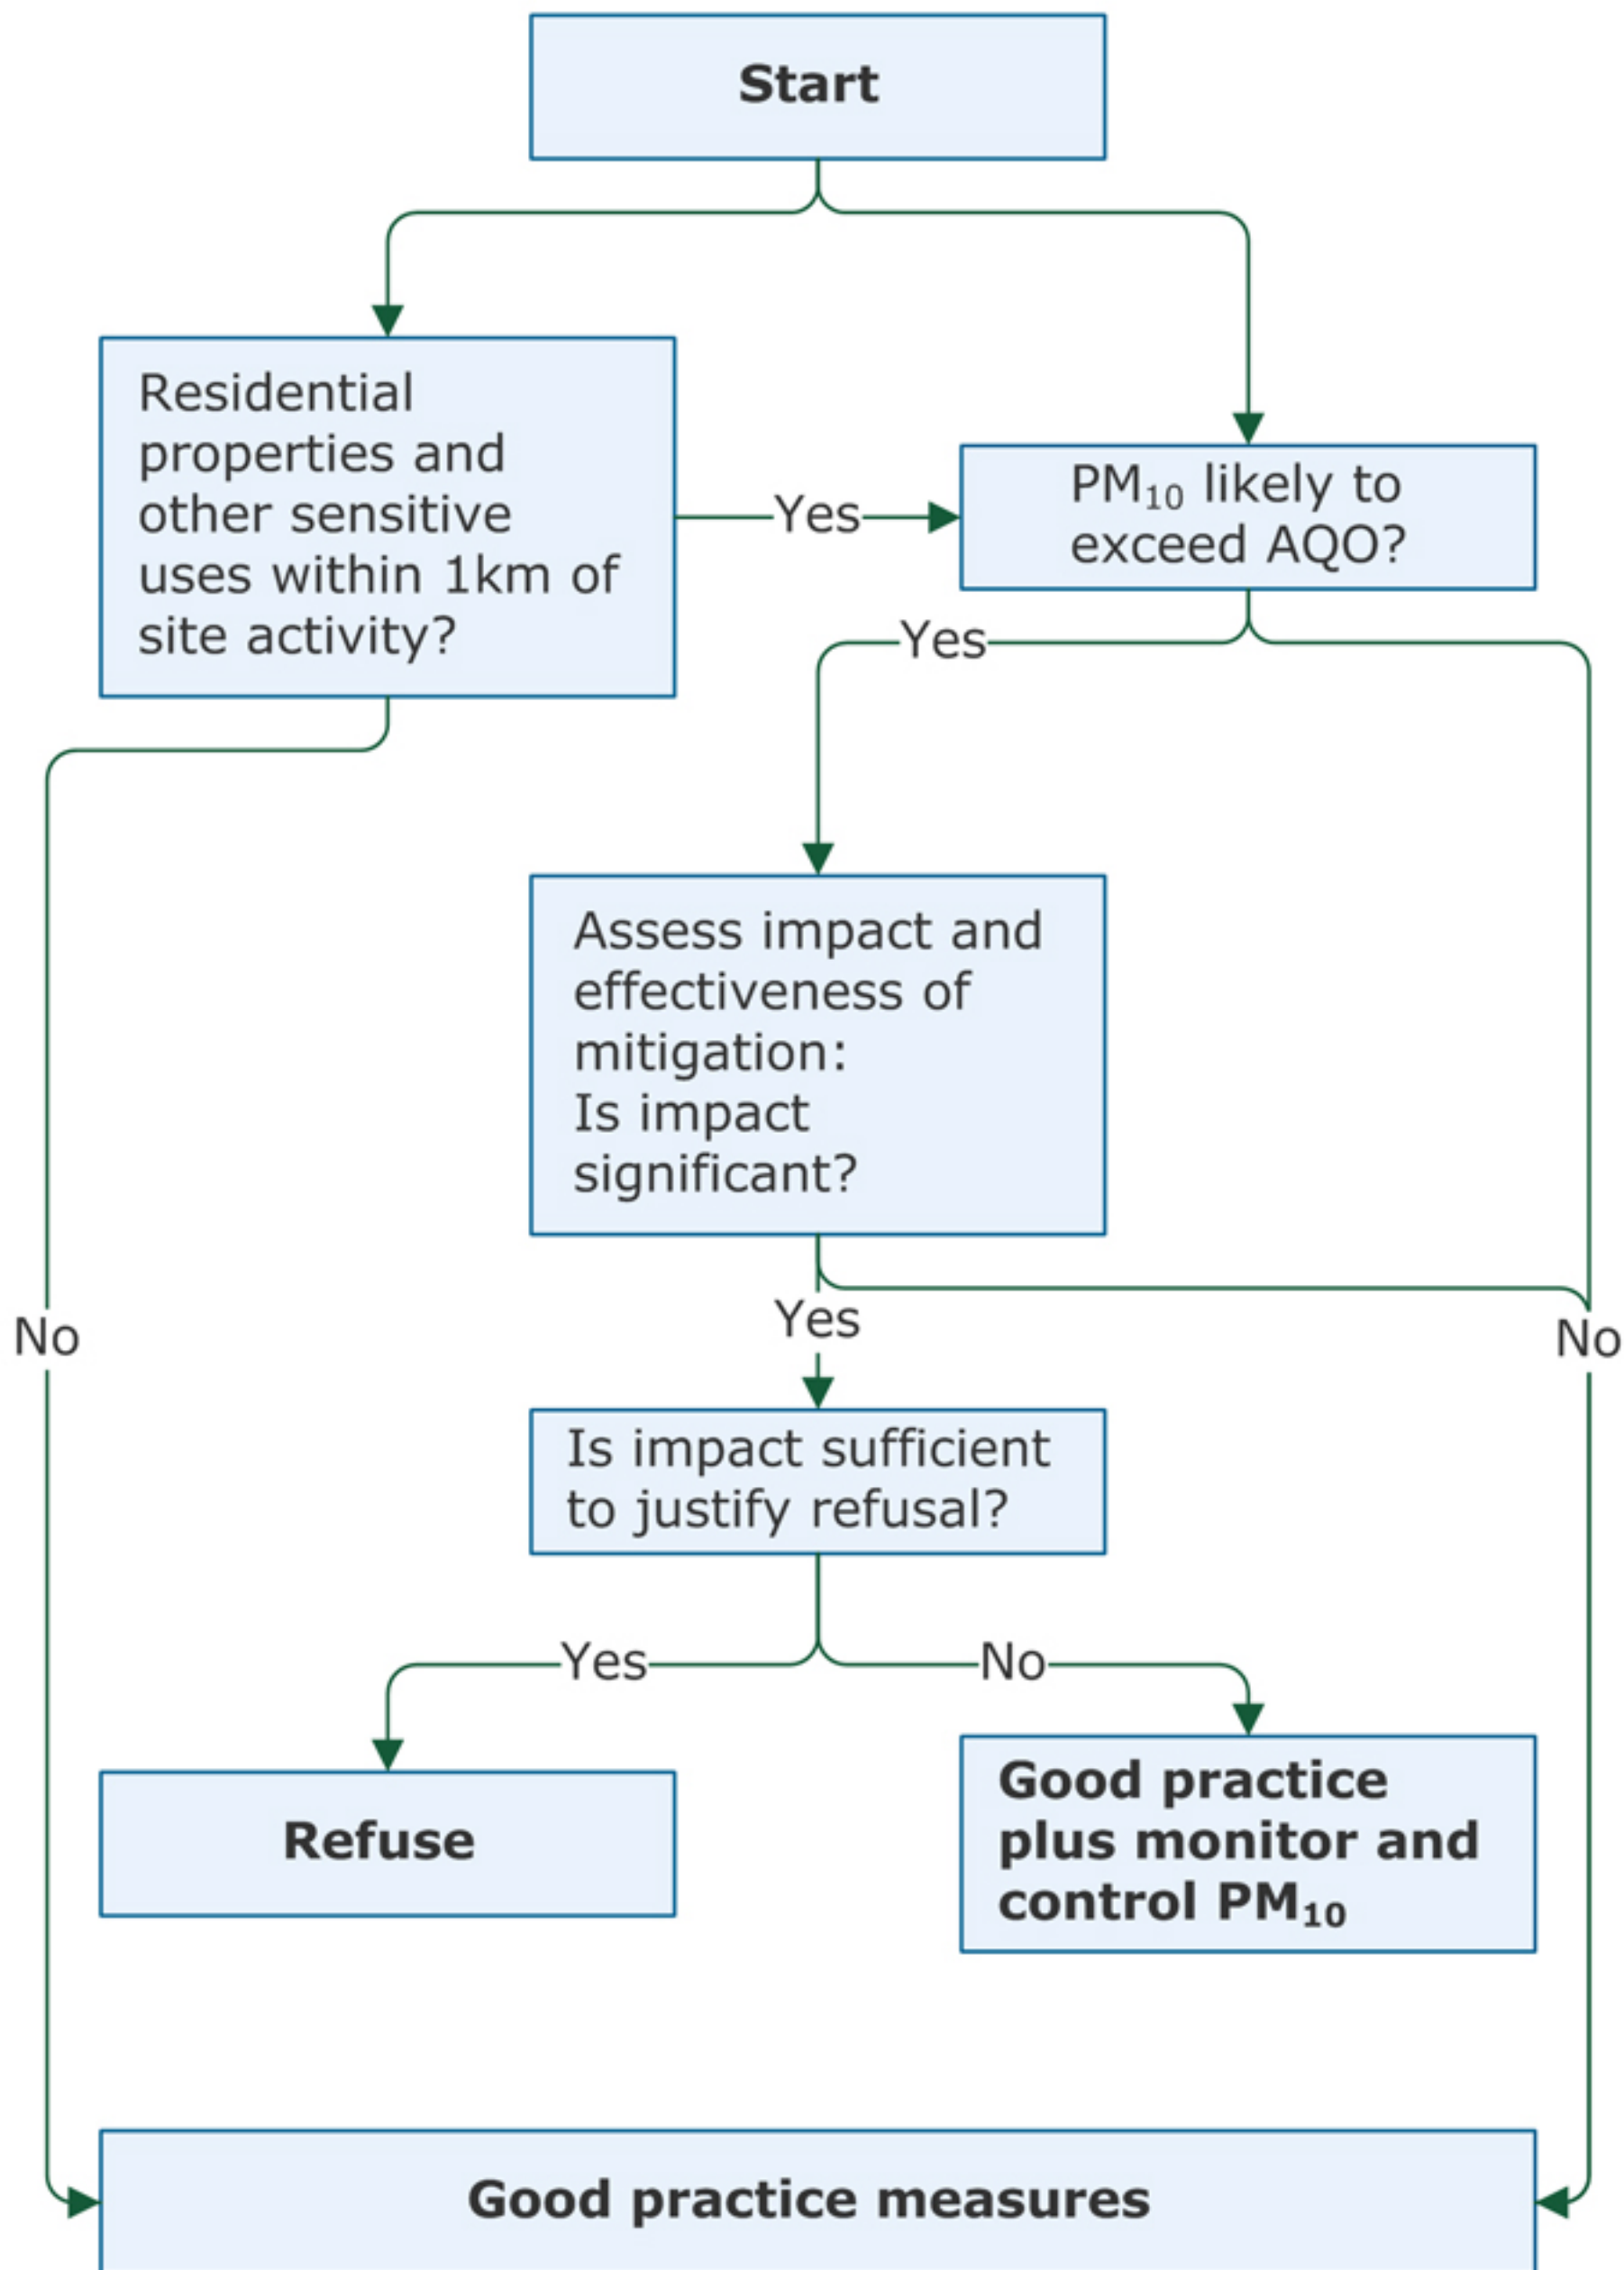 Start
Residential
properties and
other sensitive
uses within 1km of
site activity?
Yes
PM₁₀ likely to
exceed AQO?
Yes
Assess impact and
effectiveness of
mitigation:
Is impact
significant?
Yes
No
No
Is impact sufficient
to justify refusal?
Yes
No
Refuse
Good practice
plus monitor and
control PM₁₀
Good practice measures